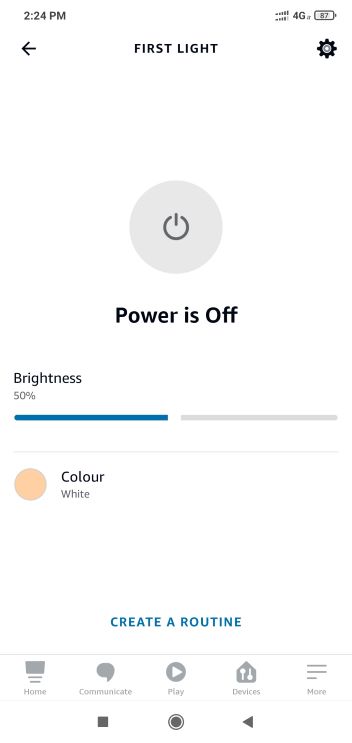 2:24 PM
4G
87
FIRST LIGHT
Power is Off
Brightness
50%
Colour
White
CREATE A ROUTINE
Home
Communicate
Play
Devices
More